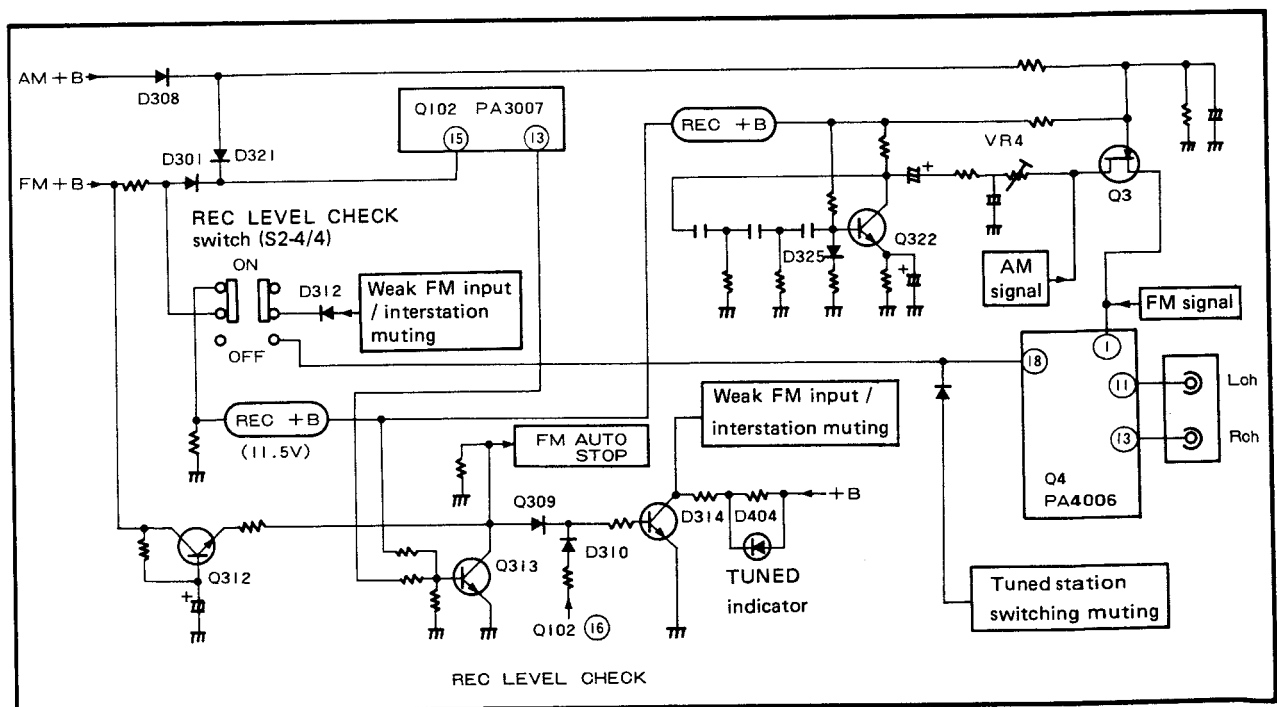 AM +B
D308
Q102 PA3007
15
13
REC +B
VR4
D301
D321
FM +B
Q3
REC LEVEL CHECK
switch (S2-4/4)
Q322
D325
ON
D312
Weak FM input
/ interstation
muting
AM
signal
FM signal
OFF
1
18
11
Lch
13
Rch
Q4
PA4006
REC +B
(11.5V)
Weak FM input /
interstation muting
FM AUTO
STOP
Q309
+B
D314
D404
D310
Q312
Q313
TUNED
indicator
Q102 16
Tuned station
switching muting
REC LEVEL CHECK